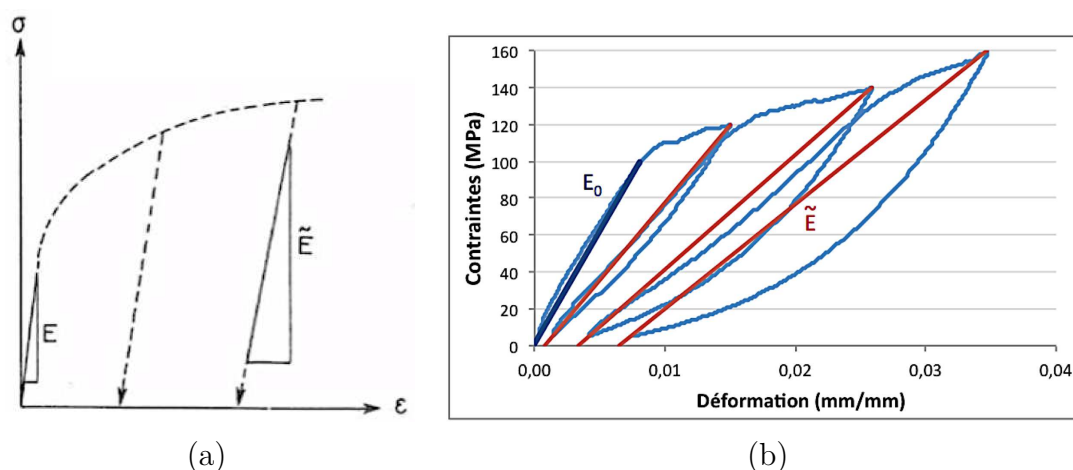 σ
E
Ẽ
ε
(a)
Contraintes (MPa)
160
140
120
100
80
60
40
20
0
E₀
Ẽ
0,00
0,01
0,02
0,03
0,04
Déformation (mm/mm)
(b)